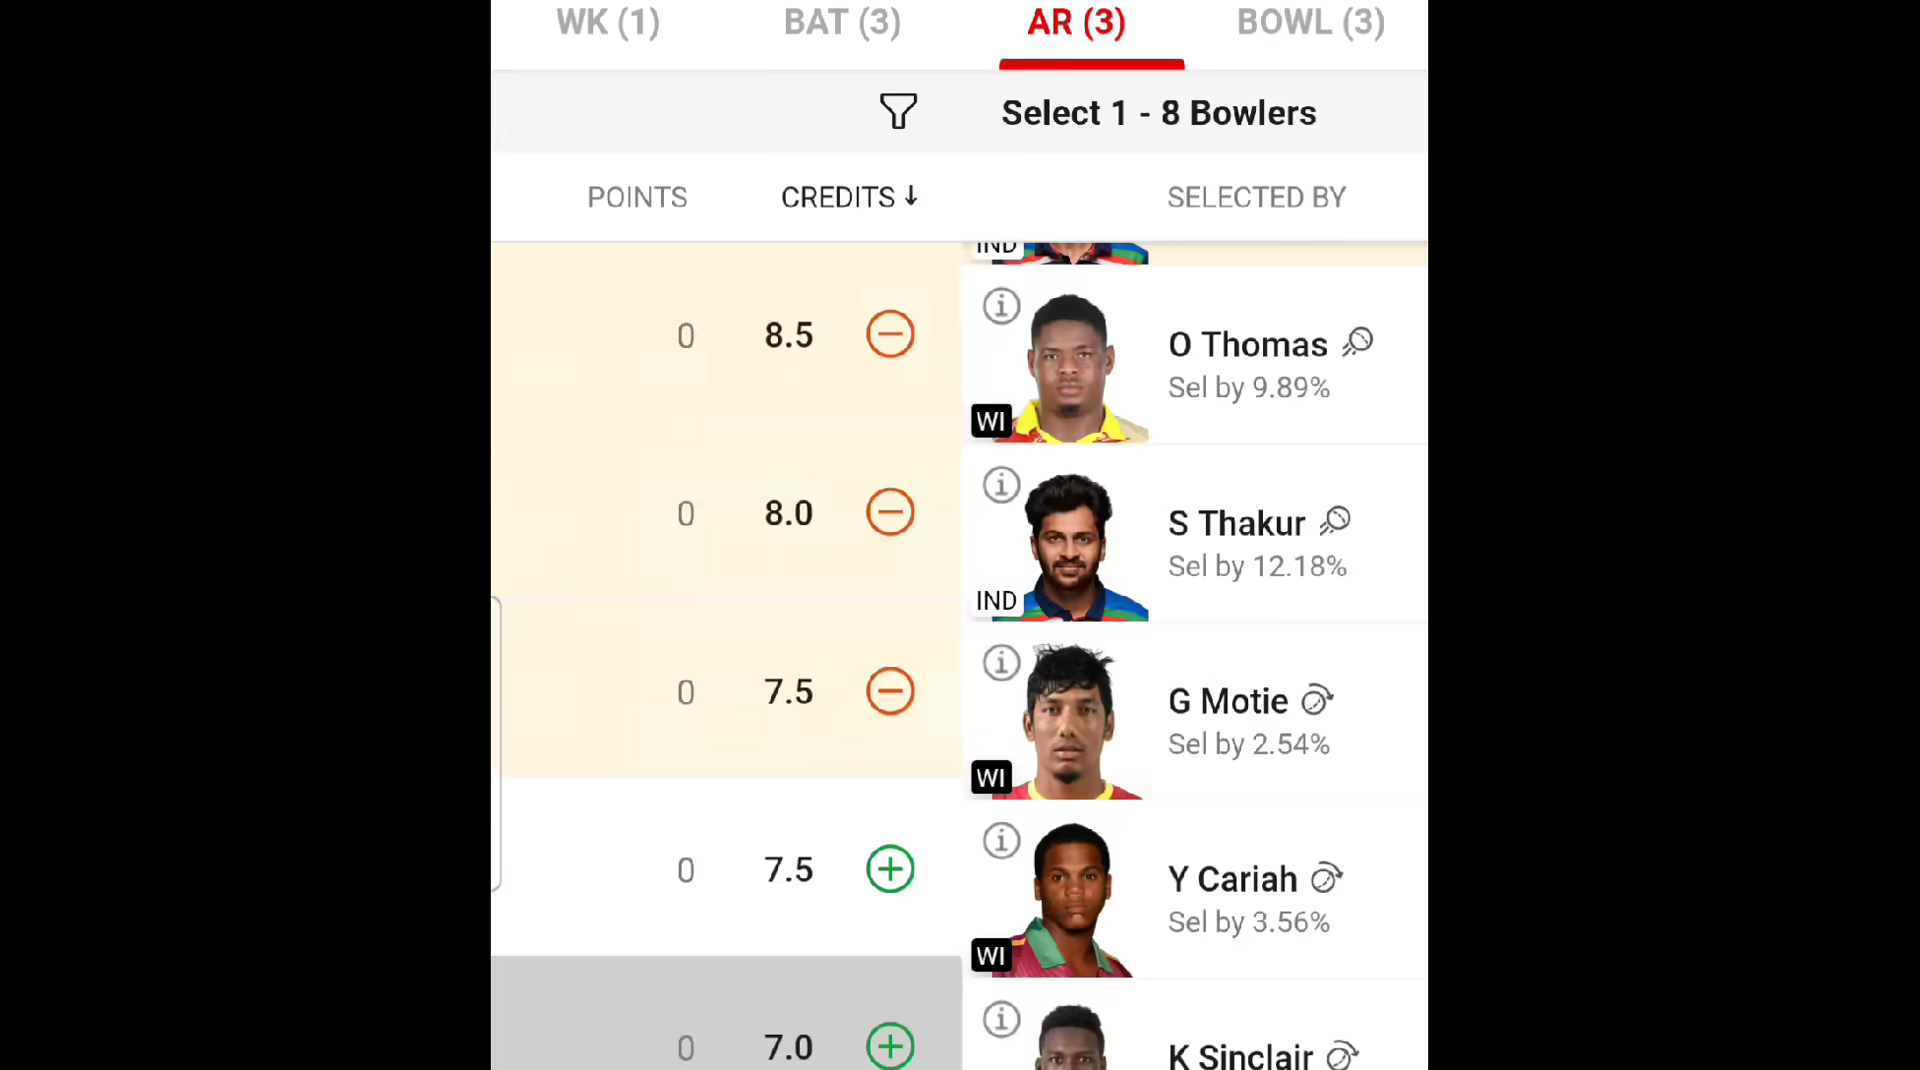 WK (1) BAT (3) AR (3) BOWL (3)
Select 1 - 8 Bowlers
POINTS CREDITS ↓ SELECTED BY
IND
0 8.5
O Thomas
Sel by 9.89%
WI
0 8.0
S Thakur
Sel by 12.18%
IND
0 7.5
G Motie
Sel by 2.54%
WI
0 7.5
Y Cariah
Sel by 3.56%
WI
0 7.0
K Sinclair